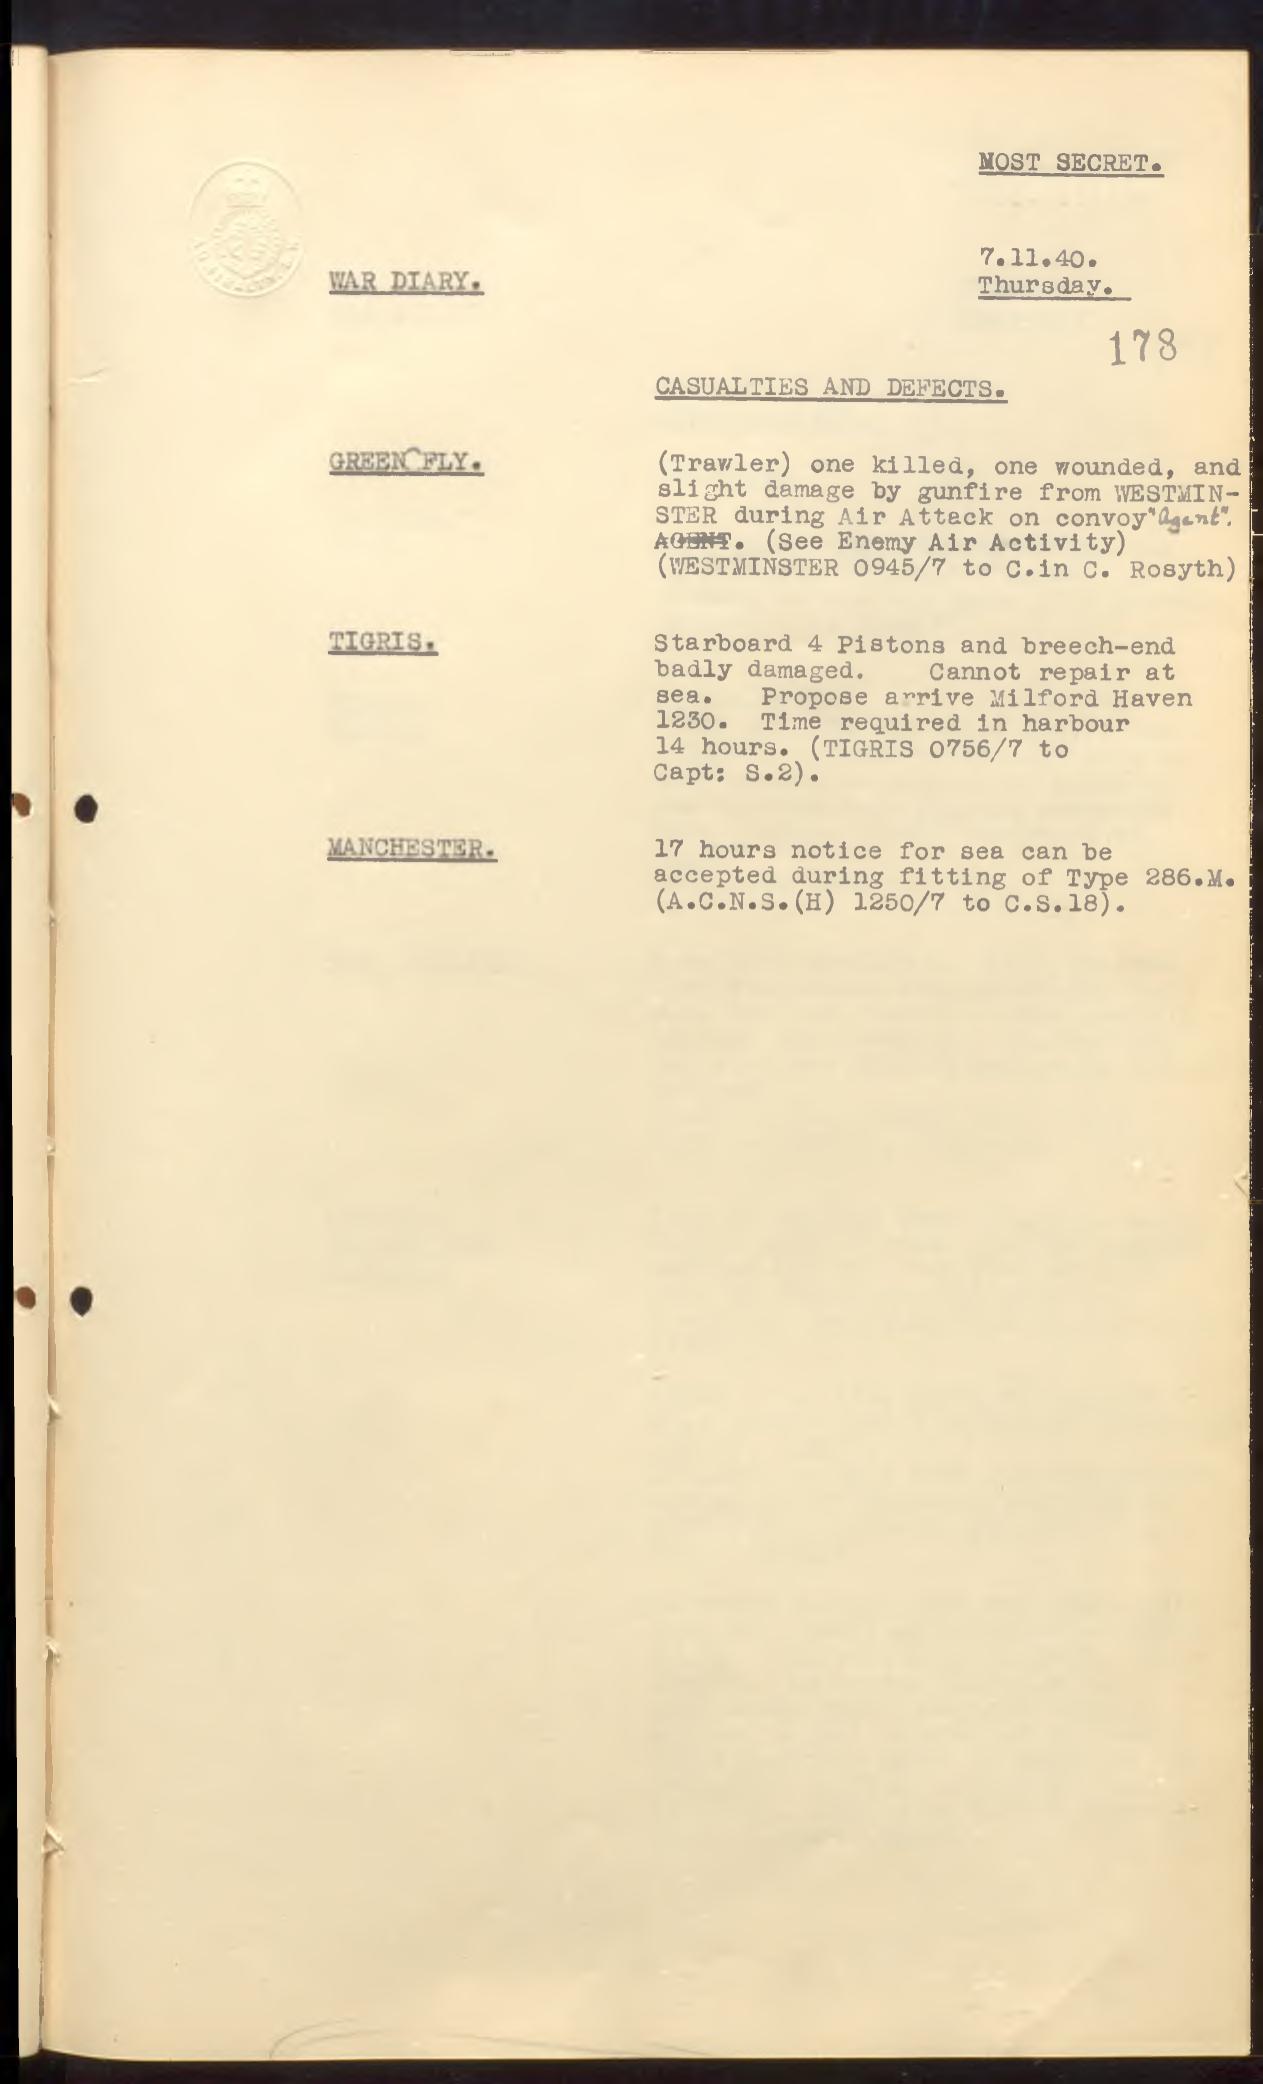 MOST SECRET.
7.11.40.
WAR DIARY.
Thursday.
178
CASUALTIES AND DEFECTS.
GREEN FLY.
(Trawler) one killed, one wounded, and
slight damage by gunfire from WESTMIN-
STER during Air Attack on convoy "Agent".
AGENT. (See Enemy Air Activity)
(WESTMINSTER 0945/7 to C.in C. Rosyth)
TIGRIS.
Starboard 4 Pistons and breech-end
badly damaged. Cannot repair at
sea. Propose arrive Milford Haven
1230. Time required in harbour
14 hours. (TIGRIS 0756/7 to
Capt: S.2).
MANCHESTER.
17 hours notice for sea can be
accepted during fitting of Type 286.M.
(A.C.N.S.(H) 1250/7 to C.S.18).